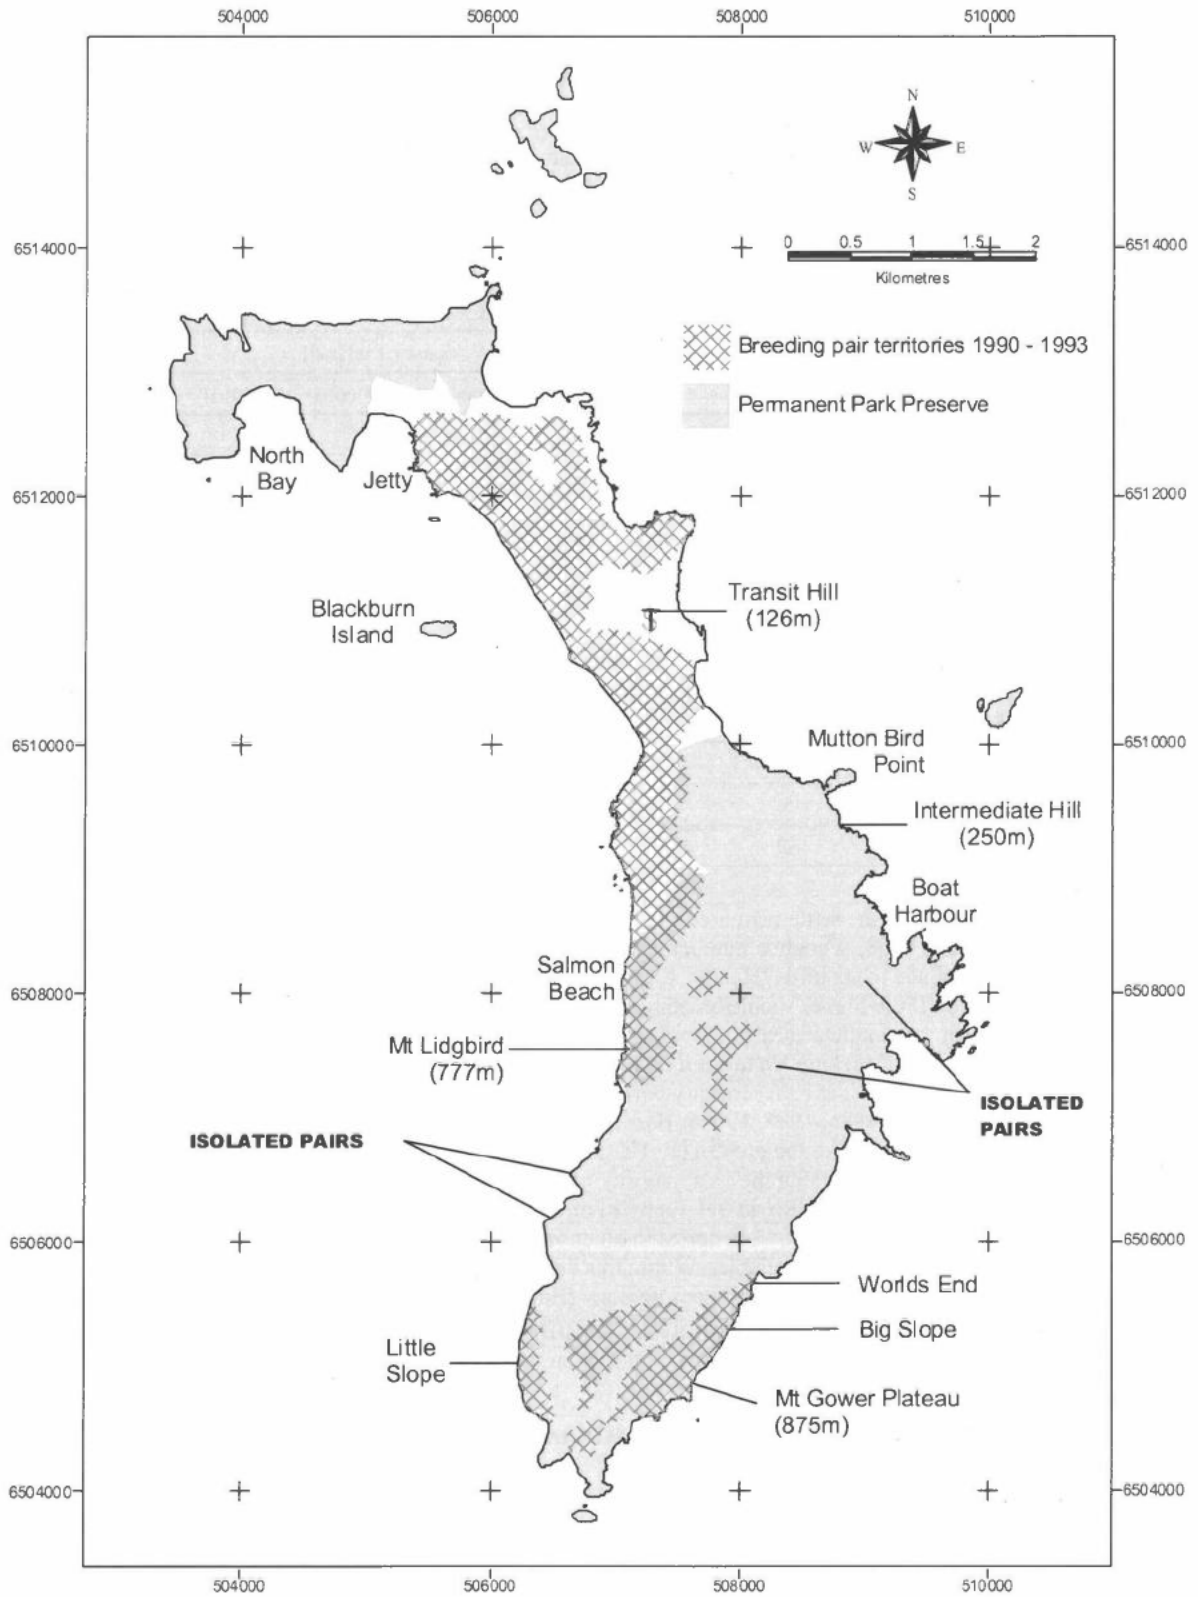 504000 506000 508000 510000
N
W E
S
6514000 6514000
0 0.5 1 1.5 2
Kilometres
Breeding pair territories 1990 - 1993
Permanent Park Preserve
North
Bay
Jetty
6512000 6512000
Transit Hill
(126m)
Blackburn
Island
6510000 6510000
Mutton Bird
Point
Intermediate Hill
(250m)
Boat
Harbour
Salmon
Beach
6508000 6508000
Mt Lidgbird
(777m)
ISOLATED
PAIRS
ISOLATED PAIRS
6506000 6506000
Worlds End
Big Slope
Little
Slope
Mt Gower Plateau
(875m)
6504000 6504000
504000 506000 508000 510000